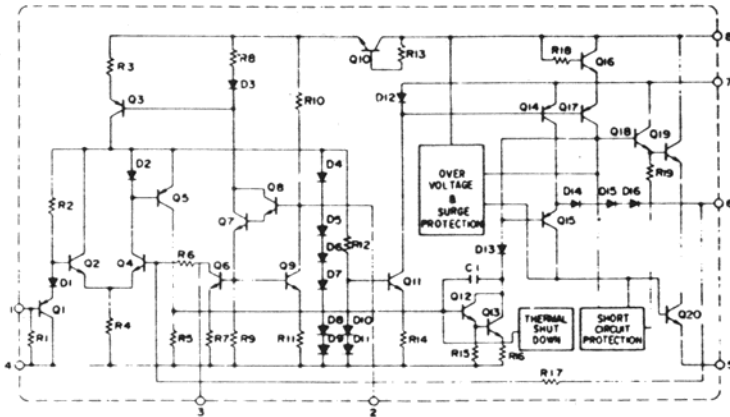 R8
R13
Q10
R18
Q16
8
R3
D3
Q3
R10
D12
7
Q14
Q17
Q18
Q19
D2
D4
OVER
VOLTAGE
&
SURGE
PROTECTION
R19
R2
Q5
Q8
D5
D14
D15
D16
6
Q7
Q15
R12
D6
D13
R6
D1
Q2
Q4
Q6
Q9
D7
Q11
C1
1
Q1
Q12
Q13
THERMAL
SHUT
DOWN
SHORT
CIRCUIT
PROTECTION
Q20
R1
R4
R5
R7
R9
R11
D8
D10
R14
D9
D11
R15
R16
4
5
R17
3
2